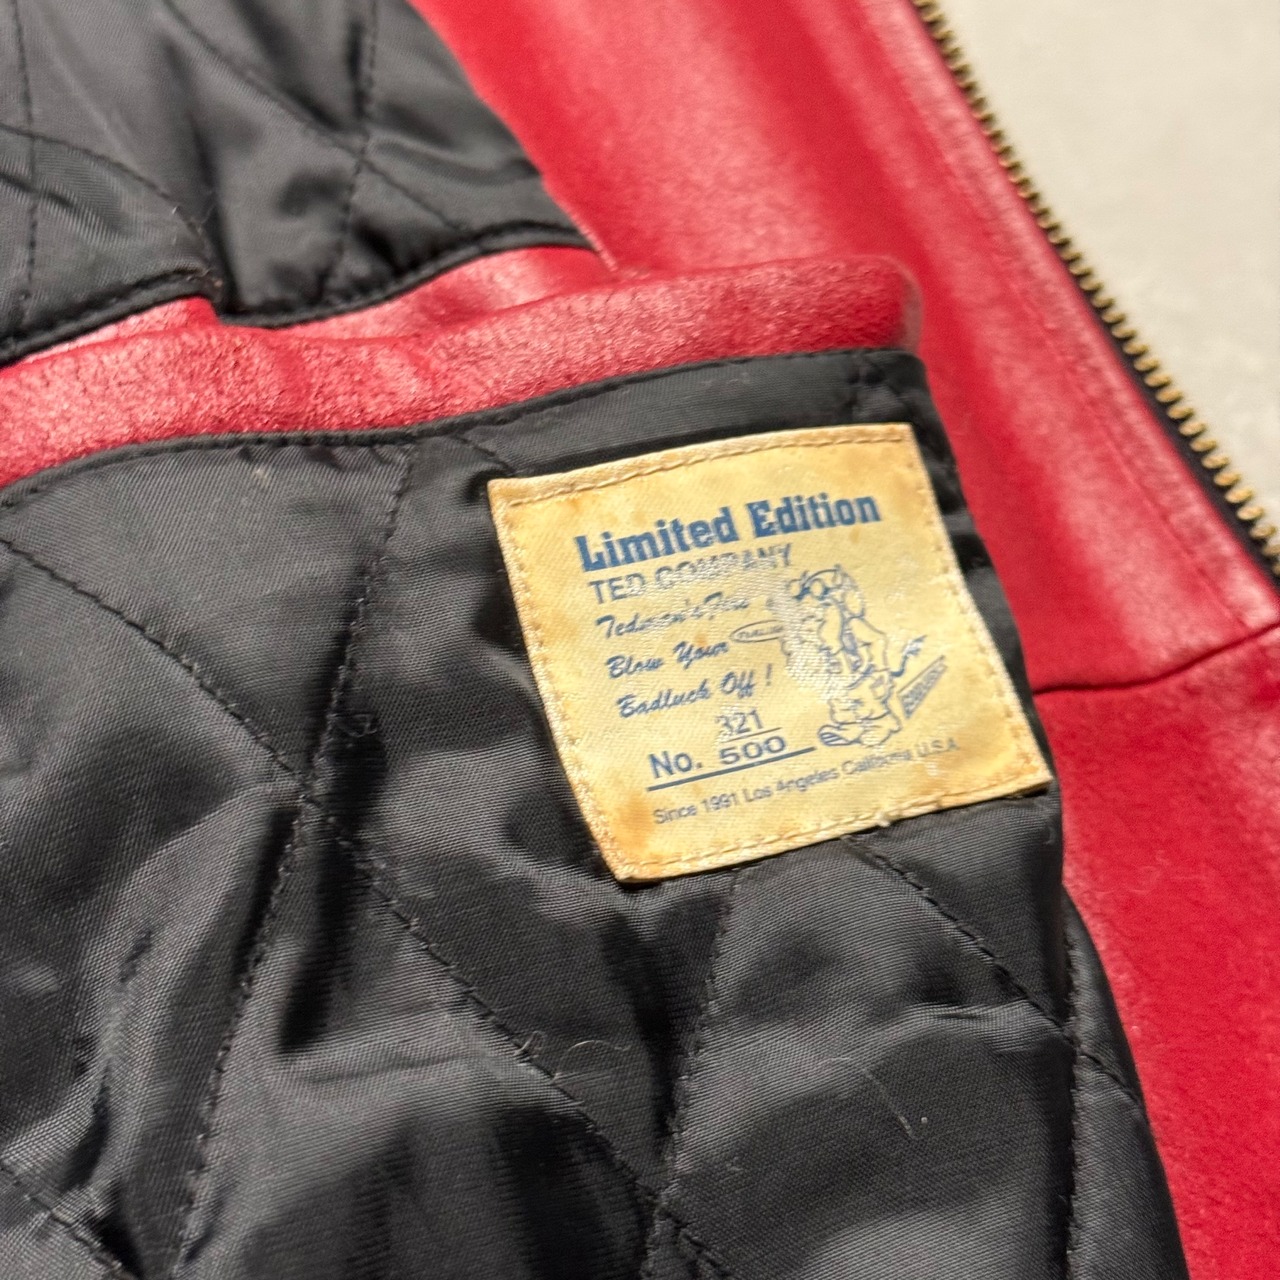 Limited Edition
TED COMPANY
Tedman's
Blow Your
Badluck Off!
321
No. 500
Since 1991 Los Angeles California U.S.A